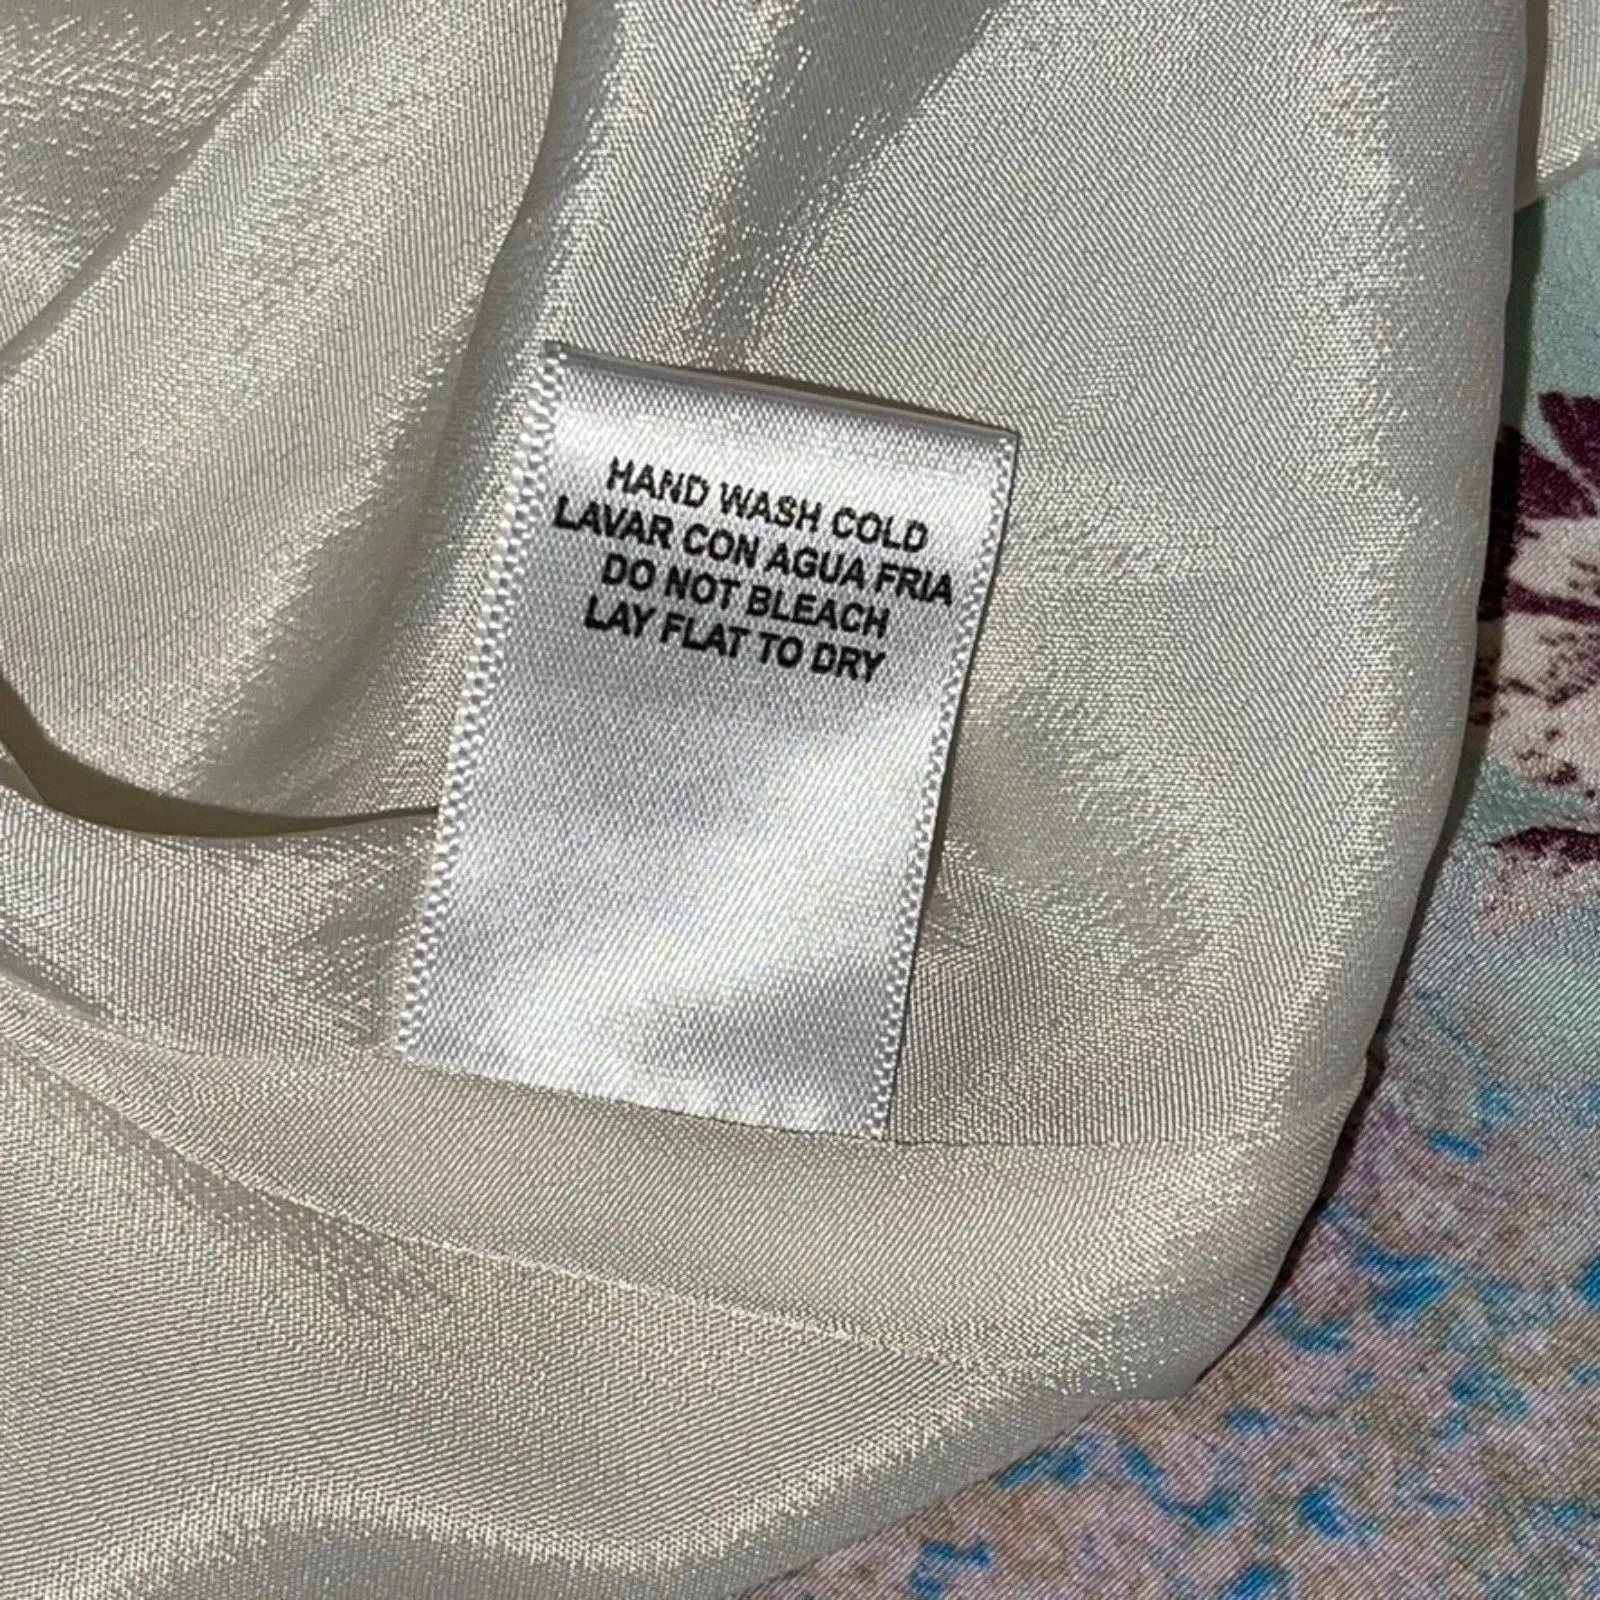 HAND WASH COLD
LAVAR CON AGUA FRIA
DO NOT BLEACH
LAY FLAT TO DRY